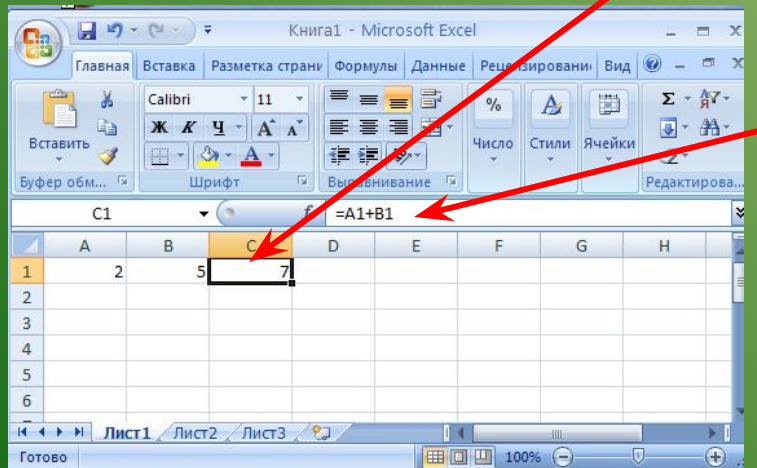 Книга1 - Microsoft Excel
Главная Вставка Разметка страни Формулы Данные Рецензировани Вид
Calibri 11
Ж К Ч A A
%
Σ
Вставить
Число Стили Ячейки
Буфер обм... Шрифт Выравнивание Редактирова...
C1 =A1+B1
A B C D E F G H
1 2 5 7
2
3
4
5
6
Лист1 Лист2 Лист3
Готово 100%